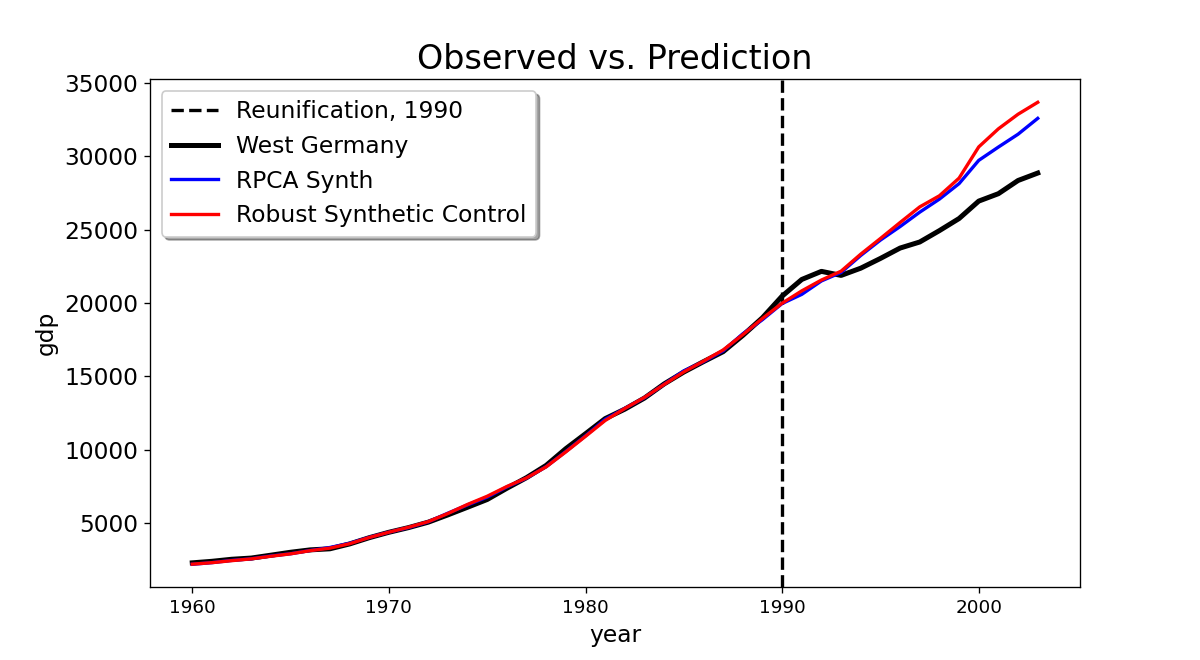 Observed vs. Prediction
35000
30000
25000
20000
15000
10000
5000
gdp
Reunification, 1990
West Germany
RPCA Synth
Robust Synthetic Control
1960 1970 1980 1990 2000
year